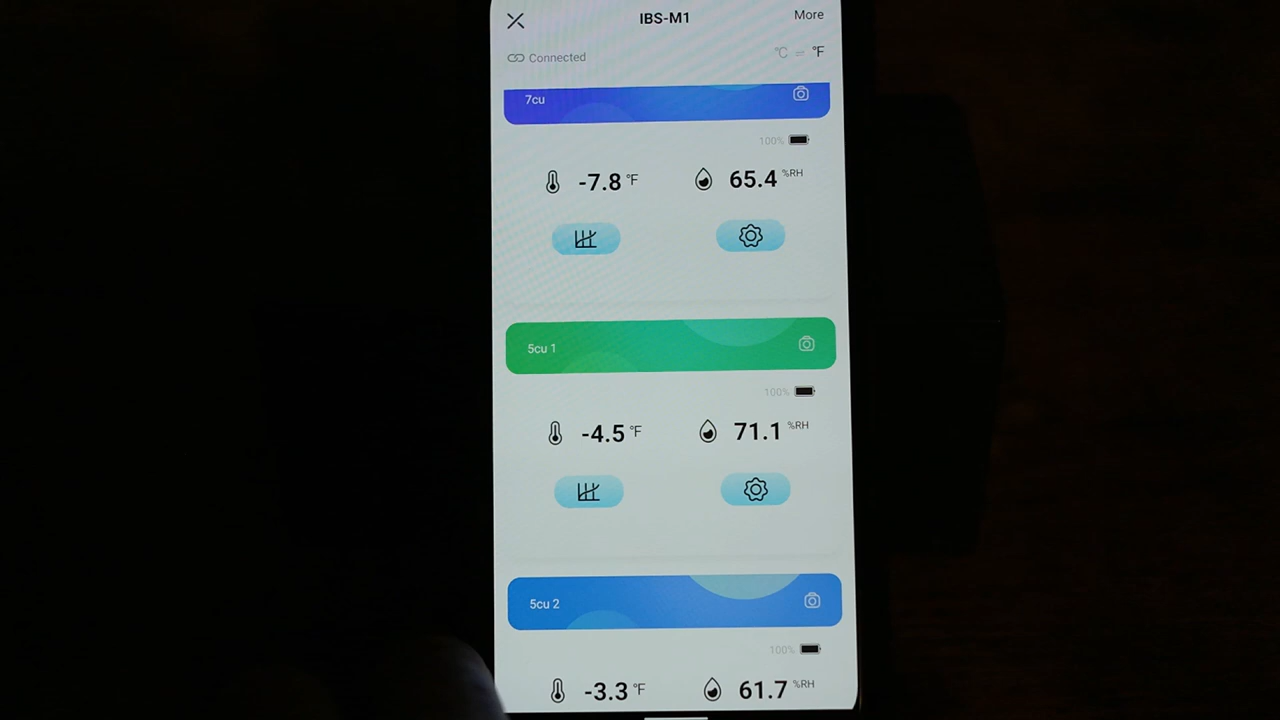 IBS-M1 More
Connected °C ⇌ °F
7cu
100%
-7.8 °F 65.4 %RH
5cu 1
100%
-4.5 °F 71.1 %RH
5cu 2
100%
-3.3 °F 61.7 %RH